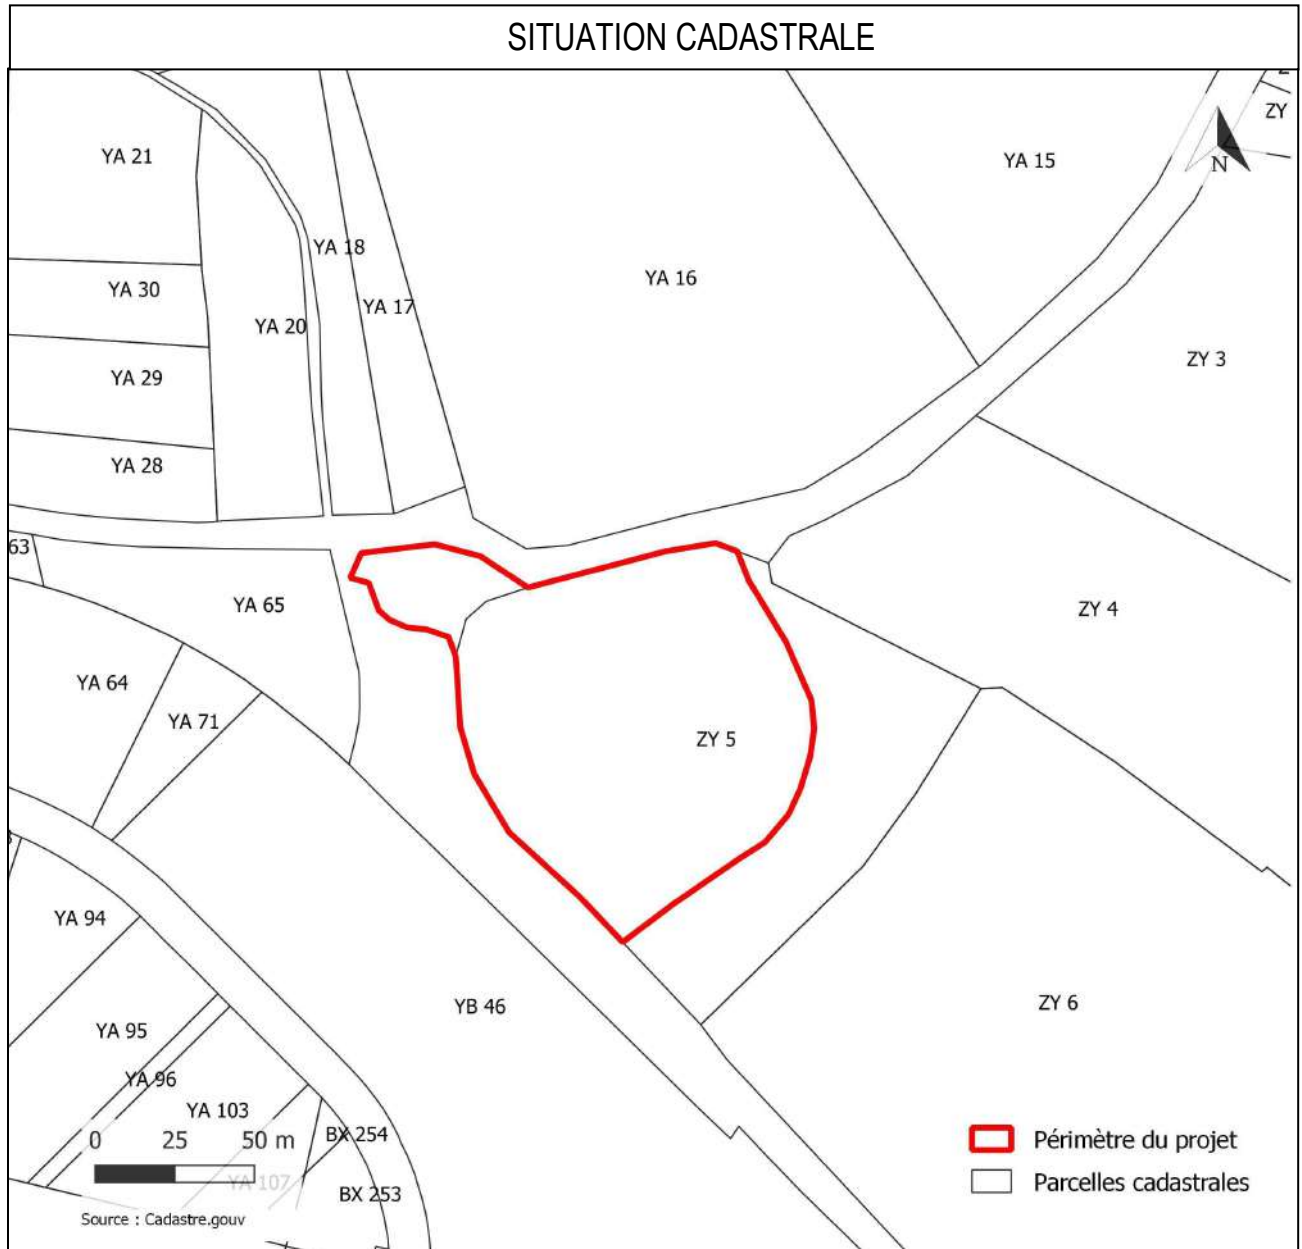 SITUATION CADASTRALE
ZY
YA 21
YA 15
N
YA 18
YA 16
YA 30
YA 17
YA 20
ZY 3
YA 29
YA 28
63
YA 65
ZY 4
YA 64
YA 71
ZY 5
YA 94
YB 46
ZY 6
YA 95
YA 96
YA 103
0 25 50 m
BX 254
Périmètre du projet
YA 107
BX 253
Parcelles cadastrales
Source : Cadastre.gouv